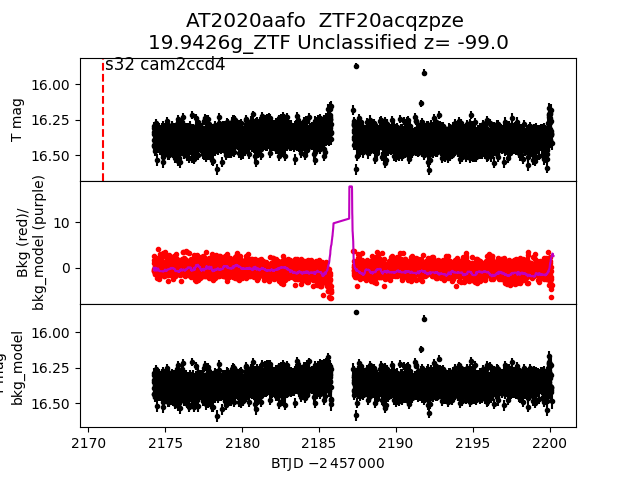 AT2020aafo  ZTF20acqzpze
19.9426g_ZTF Unclassified z= -99.0
s32 cam2ccd4
16.00
16.25
16.50
T mag
10
0
Bkg (red)/
bkg_model (purple)
16.00
16.25
16.50
mag
bkg_model
2170 2175 2180 2185 2190 2195 2200
BTJD −2 457 000